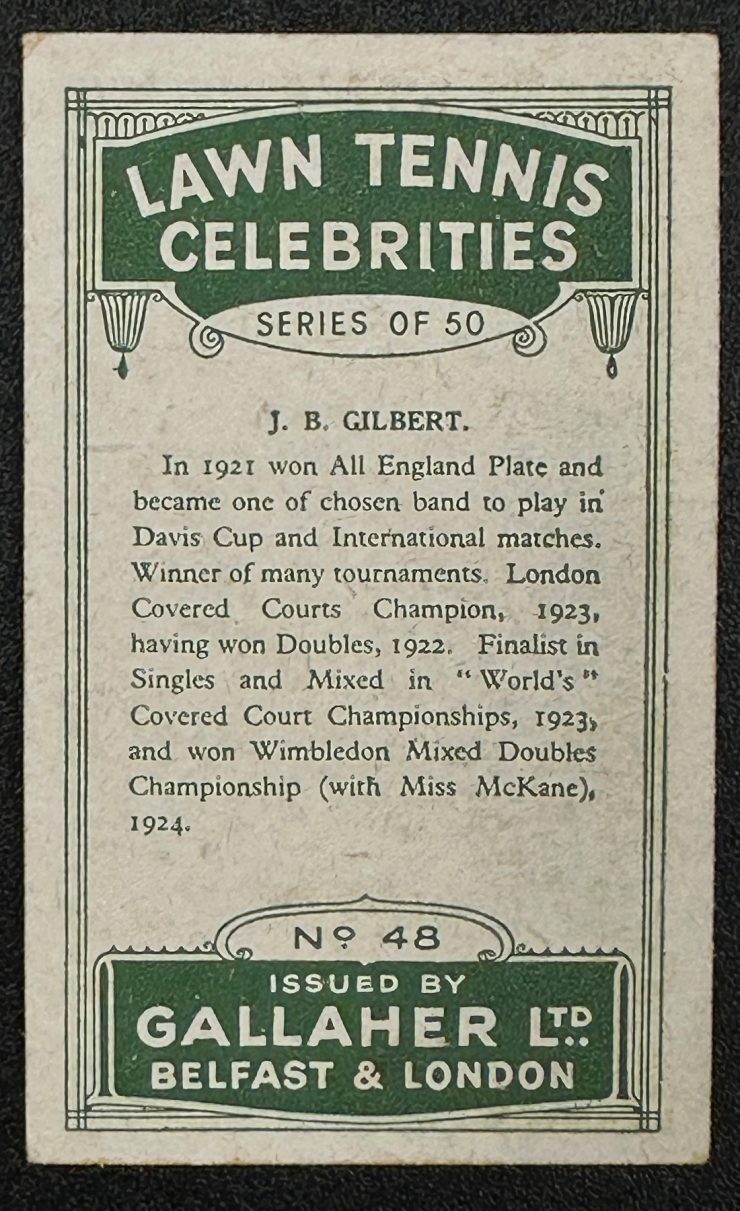 LAWN TENNIS
CELEBRITIES
SERIES OF 50
J. B. GILBERT.
In 1921 won All England Plate and
became one of chosen band to play in
Davis Cup and International matches.
Winner of many tournaments. London
Covered Courts Champion, 1923,
having won Doubles, 1922. Finalist in
Singles and Mixed in "World's"
Covered Court Championships, 1923,
and won Wimbledon Mixed Doubles
Championship (with Miss McKane),
1924.
No 48
ISSUED BY
GALLAHER LTD.
BELFAST & LONDON